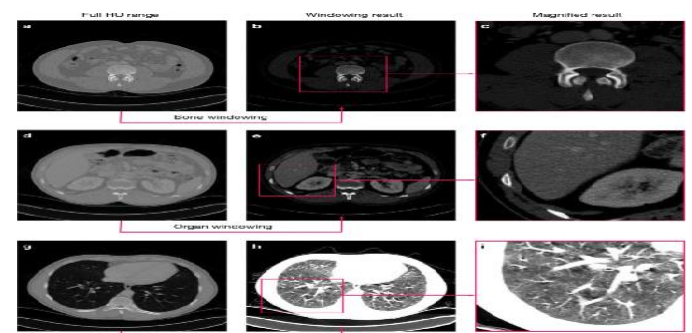 Full HU range
Windowing result
Magnified result
a
b
c
Bone windowing
d
e
f
Organ windowing
g
h
i